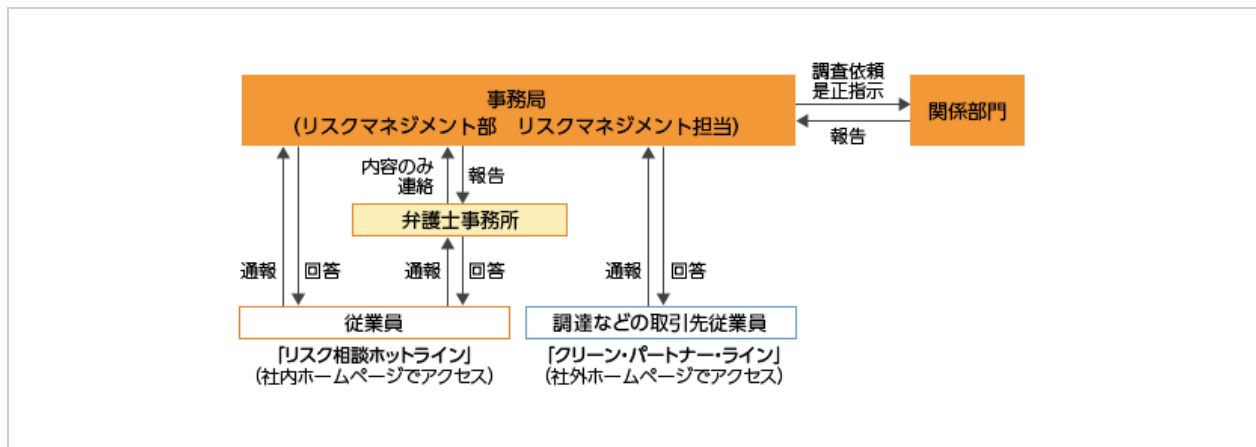 事務局
(リスクマネジメント部　リスクマネジメント担当)
調査依頼
是正指示
報告
関係部門
内容のみ
連絡
報告
弁護士事務所
通報
回答
通報
回答
通報
回答
従業員
調達などの取引先従業員
「リスク相談ホットライン」
(社内ホームページでアクセス)
「クリーン・パートナー・ライン」
(社外ホームページでアクセス)